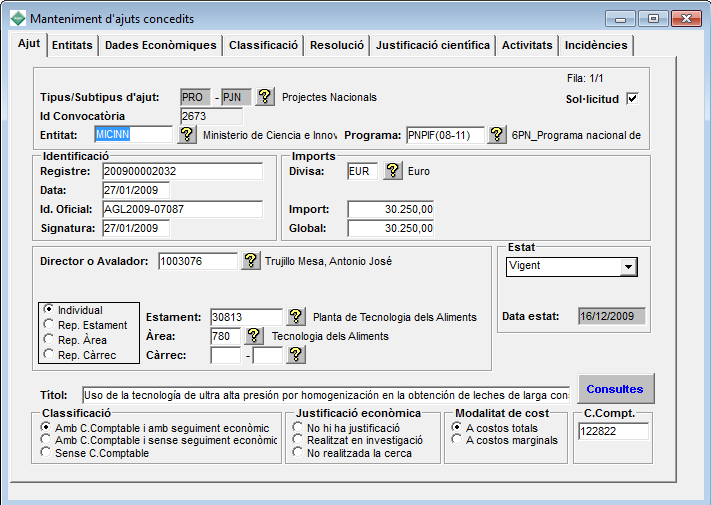 Manteniment d'ajuts concedits
Ajut Entitats Dades Econòmiques Classificació Resolució Justificació científica Activitats Incidències
Fila: 1/1
Tipus/Subtipus d'ajut: PRO - PJN ? Projectes Nacionals Sol·licitud
Id Convocatòria 2673
Entitat: MICINN ? Ministerio de Ciencia e Innov Programa: PNPIF(08-11) ? 6PN_Programa nacional de
Identificació
Registre: 200900002032
Data: 27/01/2009
Id. Oficial: AGL2009-07087
Signatura: 27/01/2009
Imports
Divisa: EUR ? Euro
Import: 30.250,00
Global: 30.250,00
Director o Avalador: 1003076 ? Trujillo Mesa, Antonio José
Estat
Vigent
Data estat: 16/12/2009
Individual
Rep. Estament
Rep. Àrea
Rep. Càrrec
Estament: 30813 ? Planta de Tecnologia dels Aliments
Àrea: 780 ? Tecnologia dels Aliments
Càrrec: - ?
Títol: Uso de la tecnología de ultra alta presión por homogenización en la obtención de leches de larga con
Consultes
Classificació
Amb C.Comptable i amb seguiment econòmic
Amb C.Comptable i sense seguiment econòmic
Sense C.Comptable
Justificació econòmica
No hi ha justificació
Realitzat en investigació
No realitzada la cerca
Modalitat de cost
A costos totals
A costos marginals
C.Compt.
122822